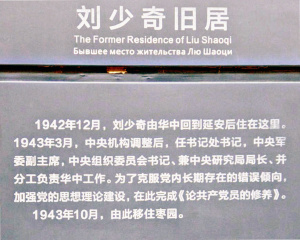 刘少奇旧居
The Former Residence of Liu Shaoqi
Бывшее место жительства Лю Шаоци
1942年12月，刘少奇由华中回到延安后住在这里。
1943年3月，中央机构调整后，任书记处书记，中央军
委副主席，中央组织委员会书记、兼中央研究局局长、并
分工负责华中工作。为了克服党内长期存在的错误倾向，
加强党的思想理论建设，在此完成《论共产党员的修养》。
1943年10月，由此移住枣园。